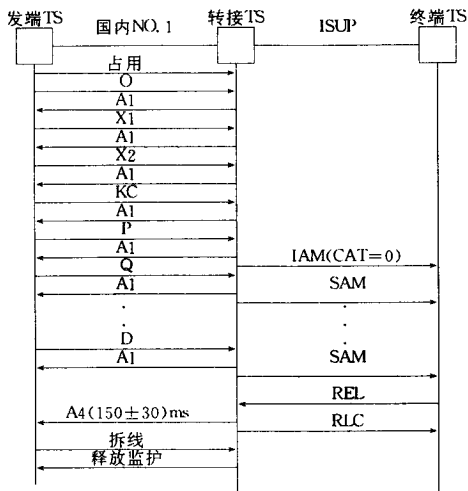 发端TS 国内NO.1 转接TS ISUP 终端TS
占用
O
A1
X1
A1
X2
A1
KC
A1
P
A1
Q IAM(CAT=0)
A1 SAM
D
A1 SAM
REL
A4(150±30)ms RLC
拆线
释放监护